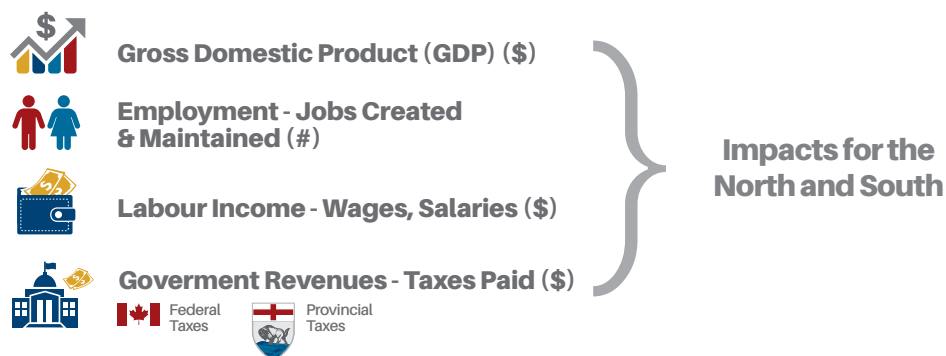 $
Gross Domestic Product (GDP) ($)
Employment - Jobs Created
& Maintained (#)
Labour Income - Wages, Salaries ($)
Goverment Revenues - Taxes Paid ($)
Federal
Taxes
Provincial
Taxes
Impacts for the
North and South